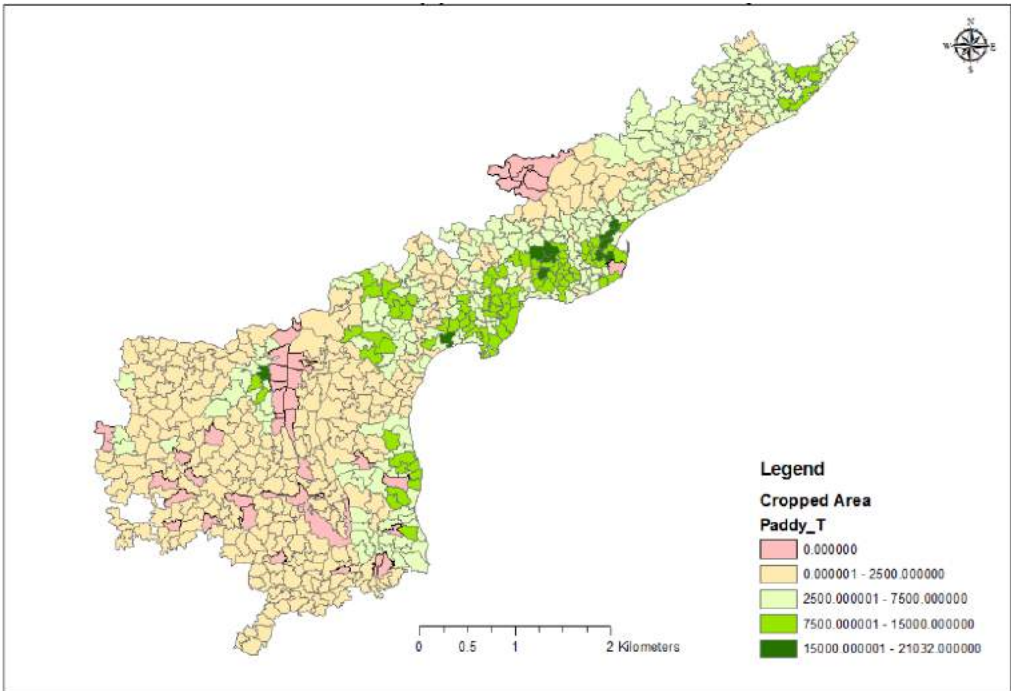 N
W E
S
Legend
Cropped Area
Paddy_T
0.000000
0.000001 - 2500.000000
2500.000001 - 7500.000000
7500.000001 - 15000.000000
15000.000001 - 21032.000000
0 0.5 1 2 Kilometers